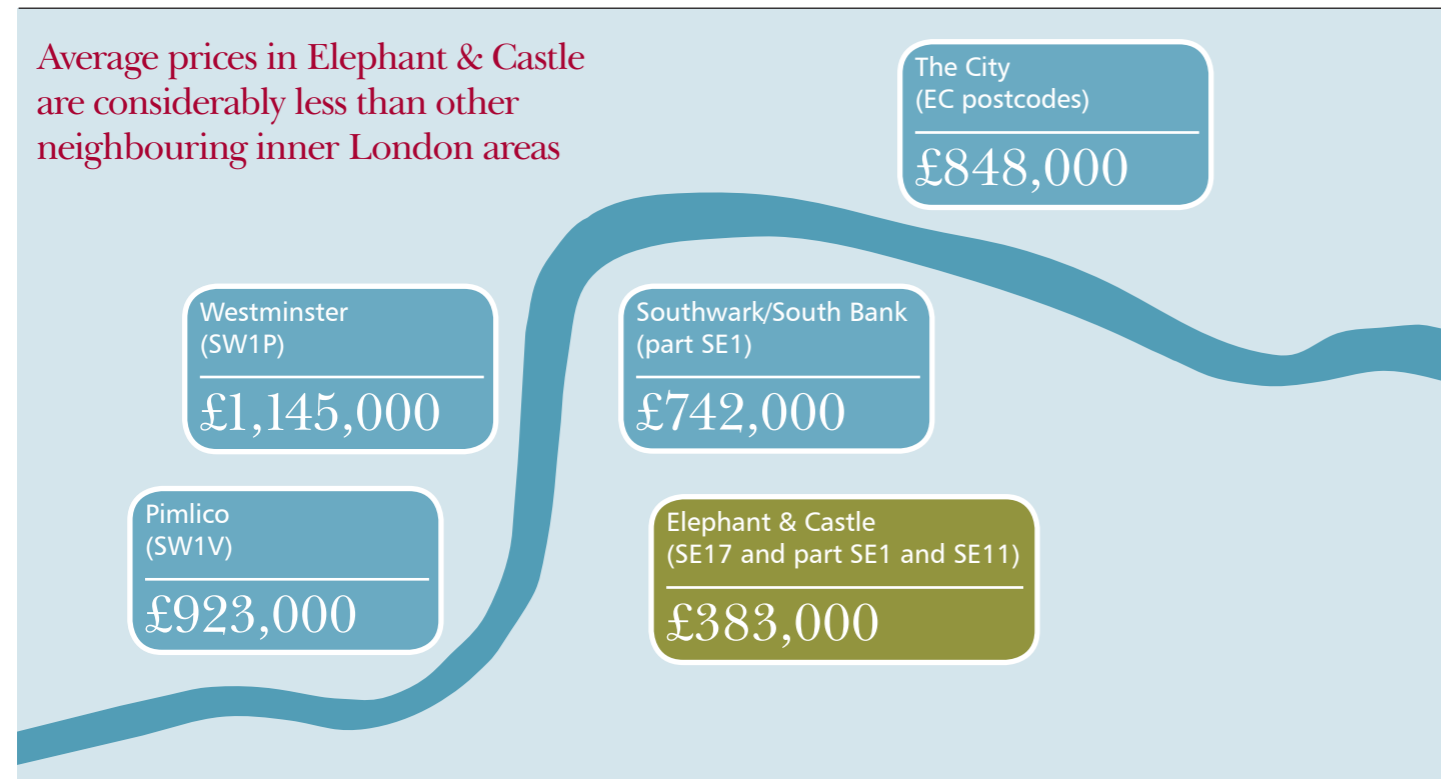 Average prices in Elephant & Castle
are considerably less than other
neighbouring inner London areas
The City
(EC postcodes)
£848,000
Westminster
(SW1P)
£1,145,000
Southwark/South Bank
(part SE1)
£742,000
Pimlico
(SW1V)
£923,000
Elephant & Castle
(SE17 and part SE1 and SE11)
£383,000